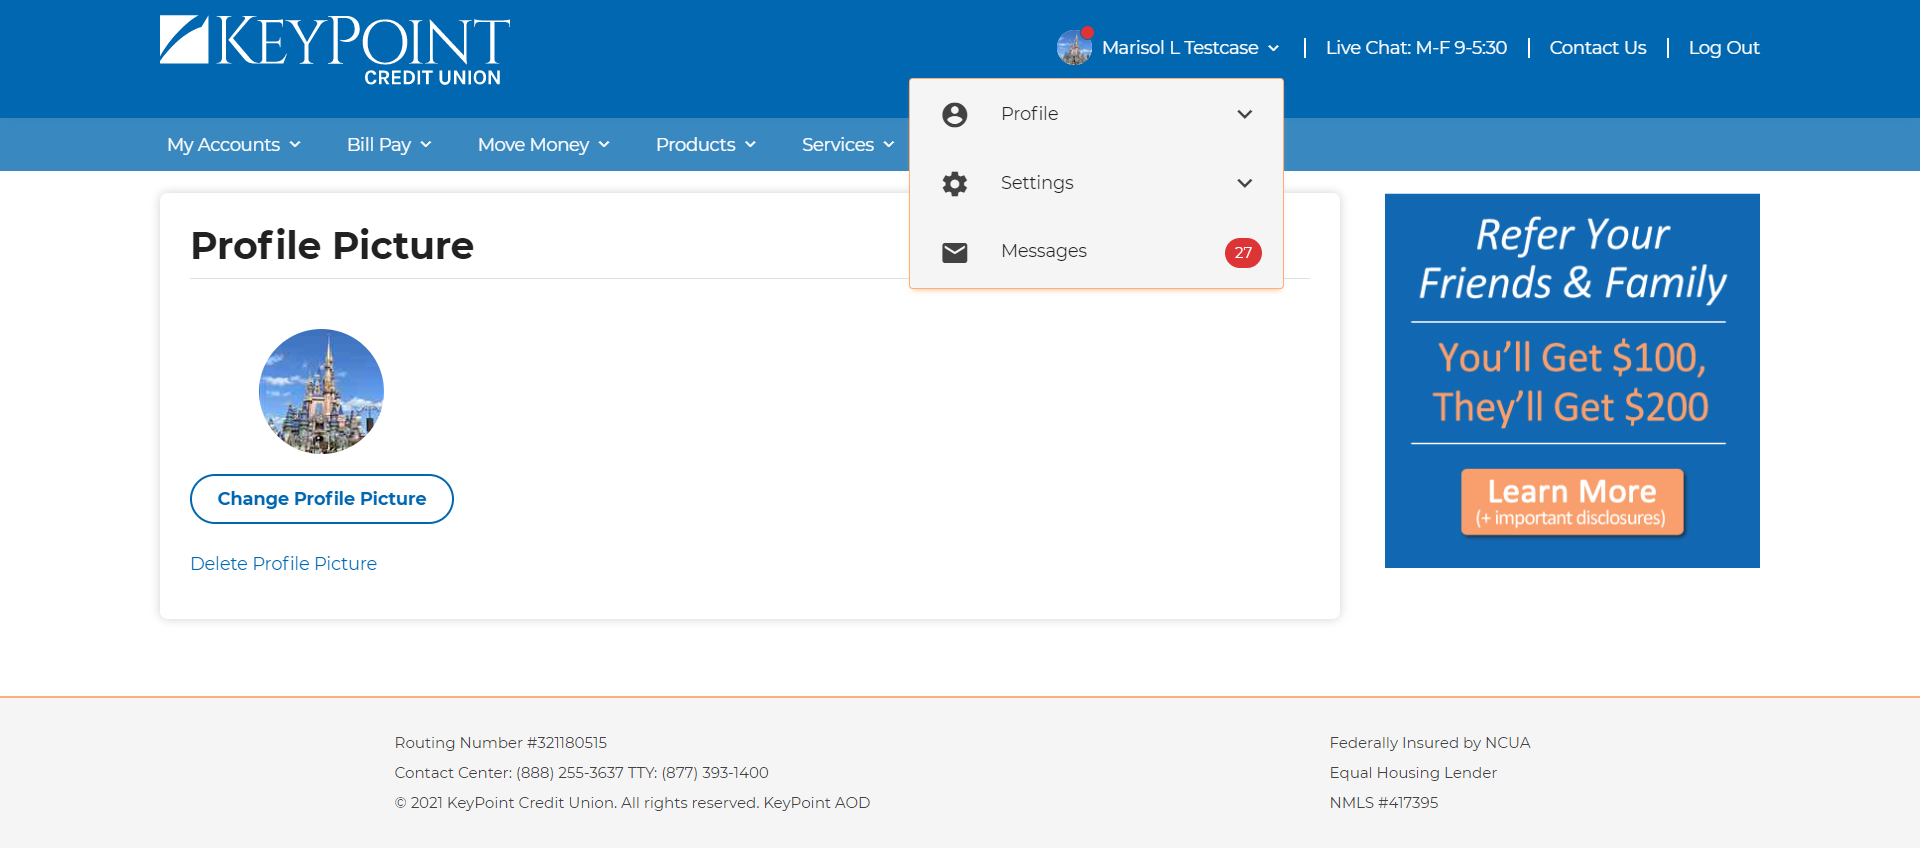 KEYPOINT
CREDIT UNION
Marisol L Testcase
Live Chat: M-F 9-5:30
Contact Us
Log Out
My Accounts
Bill Pay
Move Money
Products
Services
Profile
Settings
Messages
27
Profile Picture
Change Profile Picture
Delete Profile Picture
Refer Your
Friends & Family
You'll Get $100,
They'll Get $200
Learn More
(+ important disclosures)
Routing Number #321180515
Contact Center: (888) 255-3637 TTY: (877) 393-1400
© 2021 KeyPoint Credit Union. All rights reserved. KeyPoint AOD
Federally Insured by NCUA
Equal Housing Lender
NMLS #417395